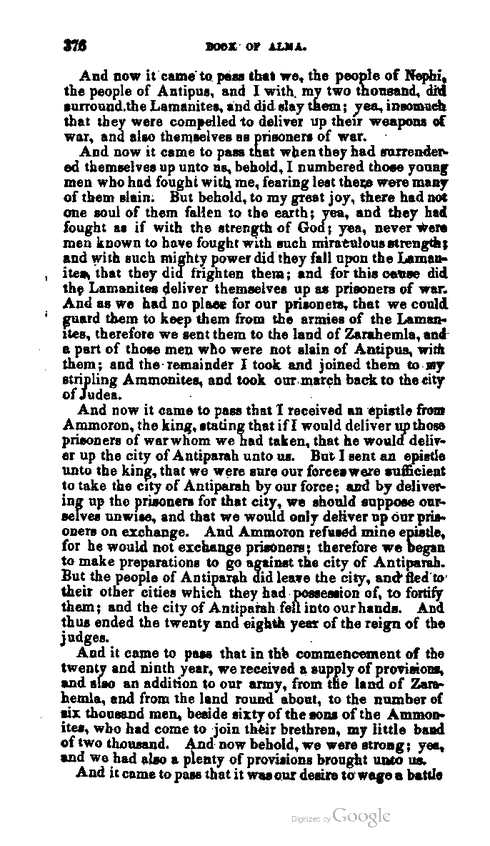 376 BOOK OF ALMA.
And now it came to pass that we, the people of Nephi,
the people of Antipus, and I with my two thousand, did
surround the Lamanites, and did slay them; yea, insomuch
that they were compelled to deliver up their weapons of
war, and also themselves as prisoners of war.
And now it came to pass that when they had surrender-
ed themselves up unto us, behold, I numbered those young
men who had fought with me, fearing lest there were many
of them slain. But behold, to my great joy, there had not
one soul of them fallen to the earth; yea, and they had
fought as if with the strength of God; yea, never were
men known to have fought with such miraculous strength;
and with such mighty power did they fall upon the Laman-
ites, that they did frighten them; and for this cause did
the Lamanites deliver themselves up as prisoners of war.
And as we had no place for our prisoners, that we could
guard them to keep them from the armies of the Laman-
ites, therefore we sent them to the land of Zarahemla, and
a part of those men who were not slain of Antipus, with
them; and the remainder I took and joined them to my
stripling Ammonites, and took our march back to the city
of Judea.
And now it came to pass that I received an epistle from
Ammoron, the king, stating that if I would deliver up those
prisoners of war whom we had taken, that he would deliv-
er up the city of Antiparah unto us. But I sent an epistle
unto the king, that we were sure our forces were sufficient
to take the city of Antiparah by our force; and by deliver-
ing up the prisoners for that city, we should suppose our-
selves unwise, and that we would only deliver up our pris-
oners on exchange. And Ammoron refused mine epistle,
for he would not exchange prisoners; therefore we began
to make preparations to go against the city of Antiparah.
But the people of Antiparah did leave the city, and fled to
their other cities which they had possession of, to fortify
them; and the city of Antiparah fell into our hands. And
thus ended the twenty and eighth year of the reign of the
judges.
And it came to pass that in the commencement of the
twenty and ninth year, we received a supply of provisions,
and also an addition to our army, from the land of Zara-
hemla, and from the land round about, to the number of
six thousand men, beside sixty of the sons of the Ammon-
ites, who had come to join their brethren, my little band
of two thousand. And now behold, we were strong; yea,
and we had also a plenty of provisions brought unto us.
And it came to pass that it was our desire to wage a battle
Digitized by Google